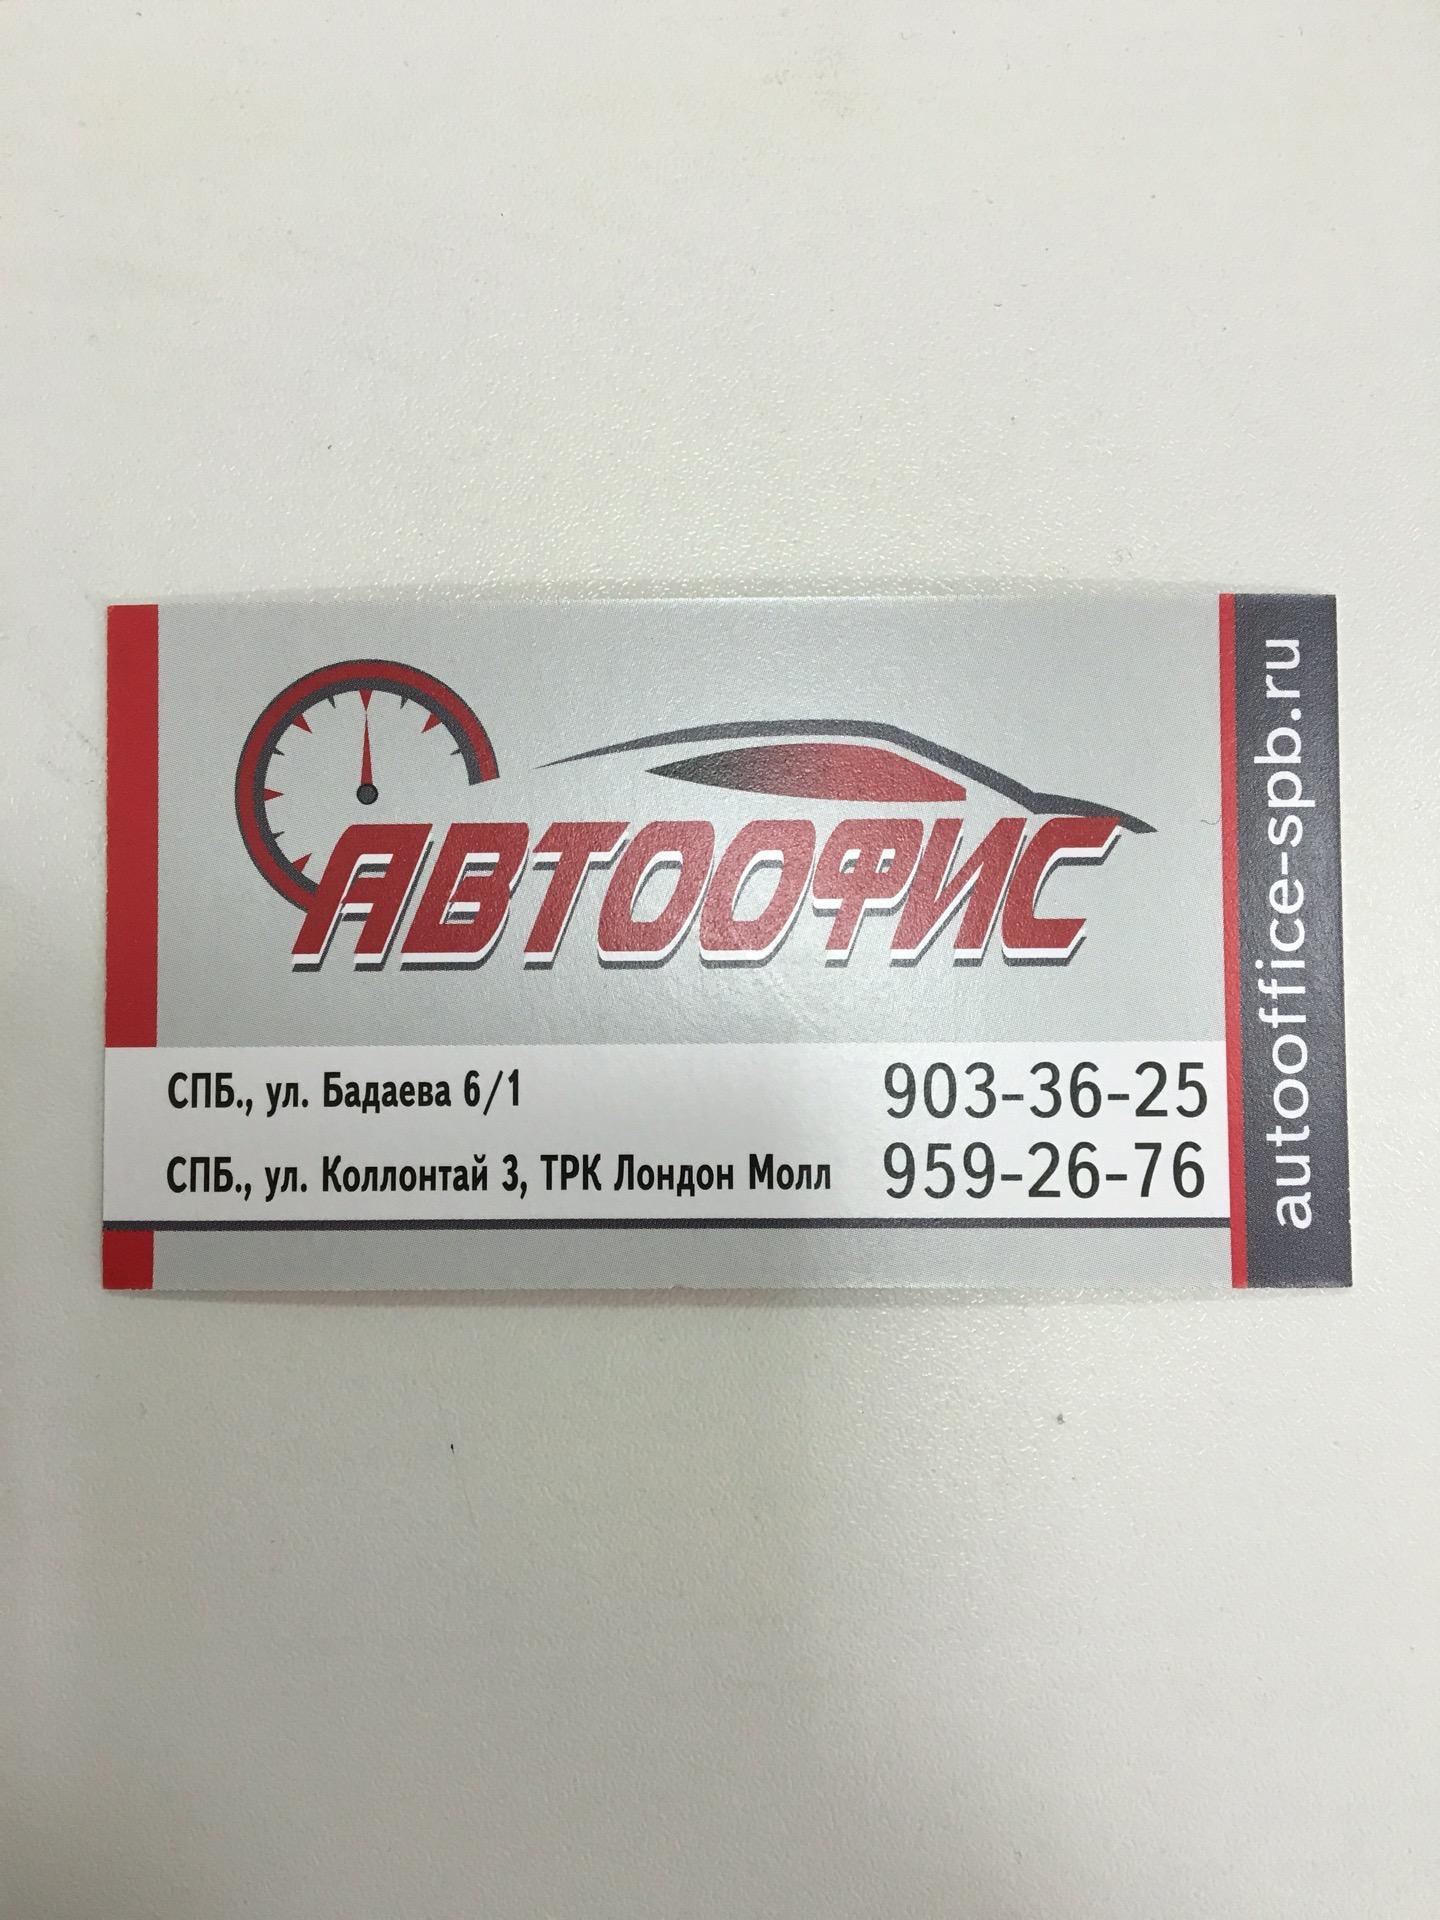 АВТООФИС
СПБ., ул. Бадаева 6/1 903-36-25
СПБ., ул. Коллонтай 3, ТРК Лондон Молл 959-26-76
autooffice-spb.ru